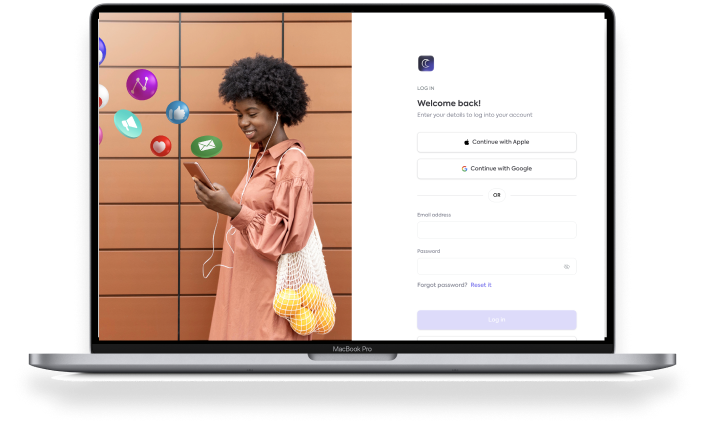 LOG IN
Welcome back!
Enter your details to log into your account
Continue with Apple
Continue with Google
OR
Email address
Password
Forgot password? Reset it
Log in
MacBook Pro